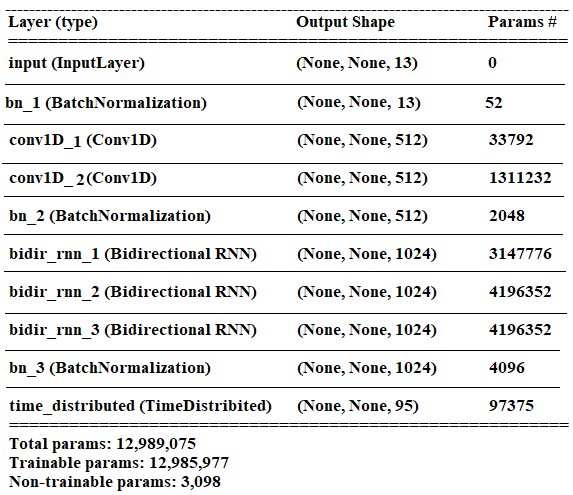 Layer (type) Output Shape Params #
input (InputLayer) (None, None, 13) 0
bn_1 (BatchNormalization) (None, None, 13) 52
conv1D_1 (Conv1D) (None, None, 512) 33792
conv1D_2(Conv1D) (None, None, 512) 1311232
bn_2 (BatchNormalization) (None, None, 512) 2048
bidir_rnn_1 (Bidirectional RNN) (None, None, 1024) 3147776
bidir_rnn_2 (Bidirectional RNN) (None, None, 1024) 4196352
bidir_rnn_3 (Bidirectional RNN) (None, None, 1024) 4196352
bn_3 (BatchNormalization) (None, None, 1024) 4096
time_distributed (TimeDistribited) (None, None, 95) 97375
Total params: 12,989,075
Trainable params: 12,985,977
Non-trainable params: 3,098